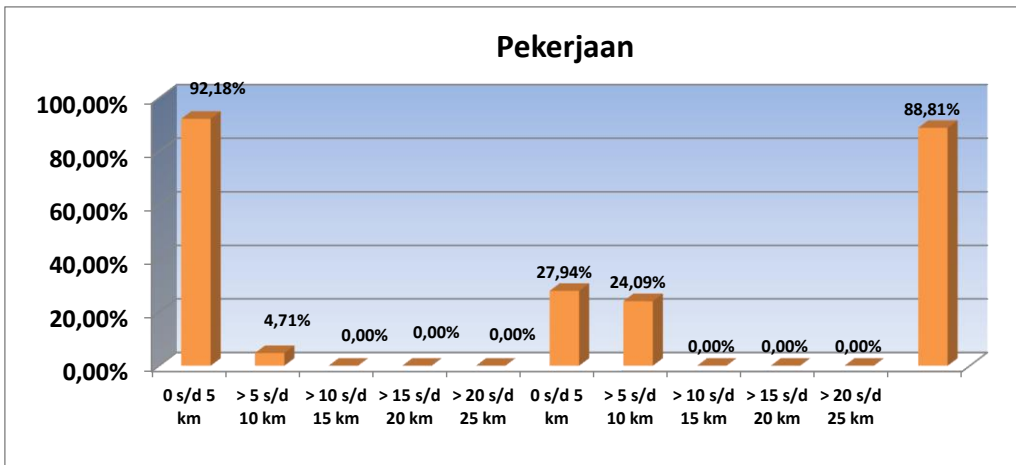 Pekerjaan
92,18%
88,81%
100,00%
80,00%
60,00%
40,00%
20,00%
0,00%
4,71%
0,00%
0,00%
0,00%
27,94%
24,09%
0,00%
0,00%
0,00%
0 s/d 5 km
> 5 s/d 10 km
> 10 s/d 15 km
> 15 s/d 20 km
> 20 s/d 25 km
0 s/d 5 km
> 5 s/d 10 km
> 10 s/d 15 km
> 15 s/d 20 km
> 20 s/d 25 km